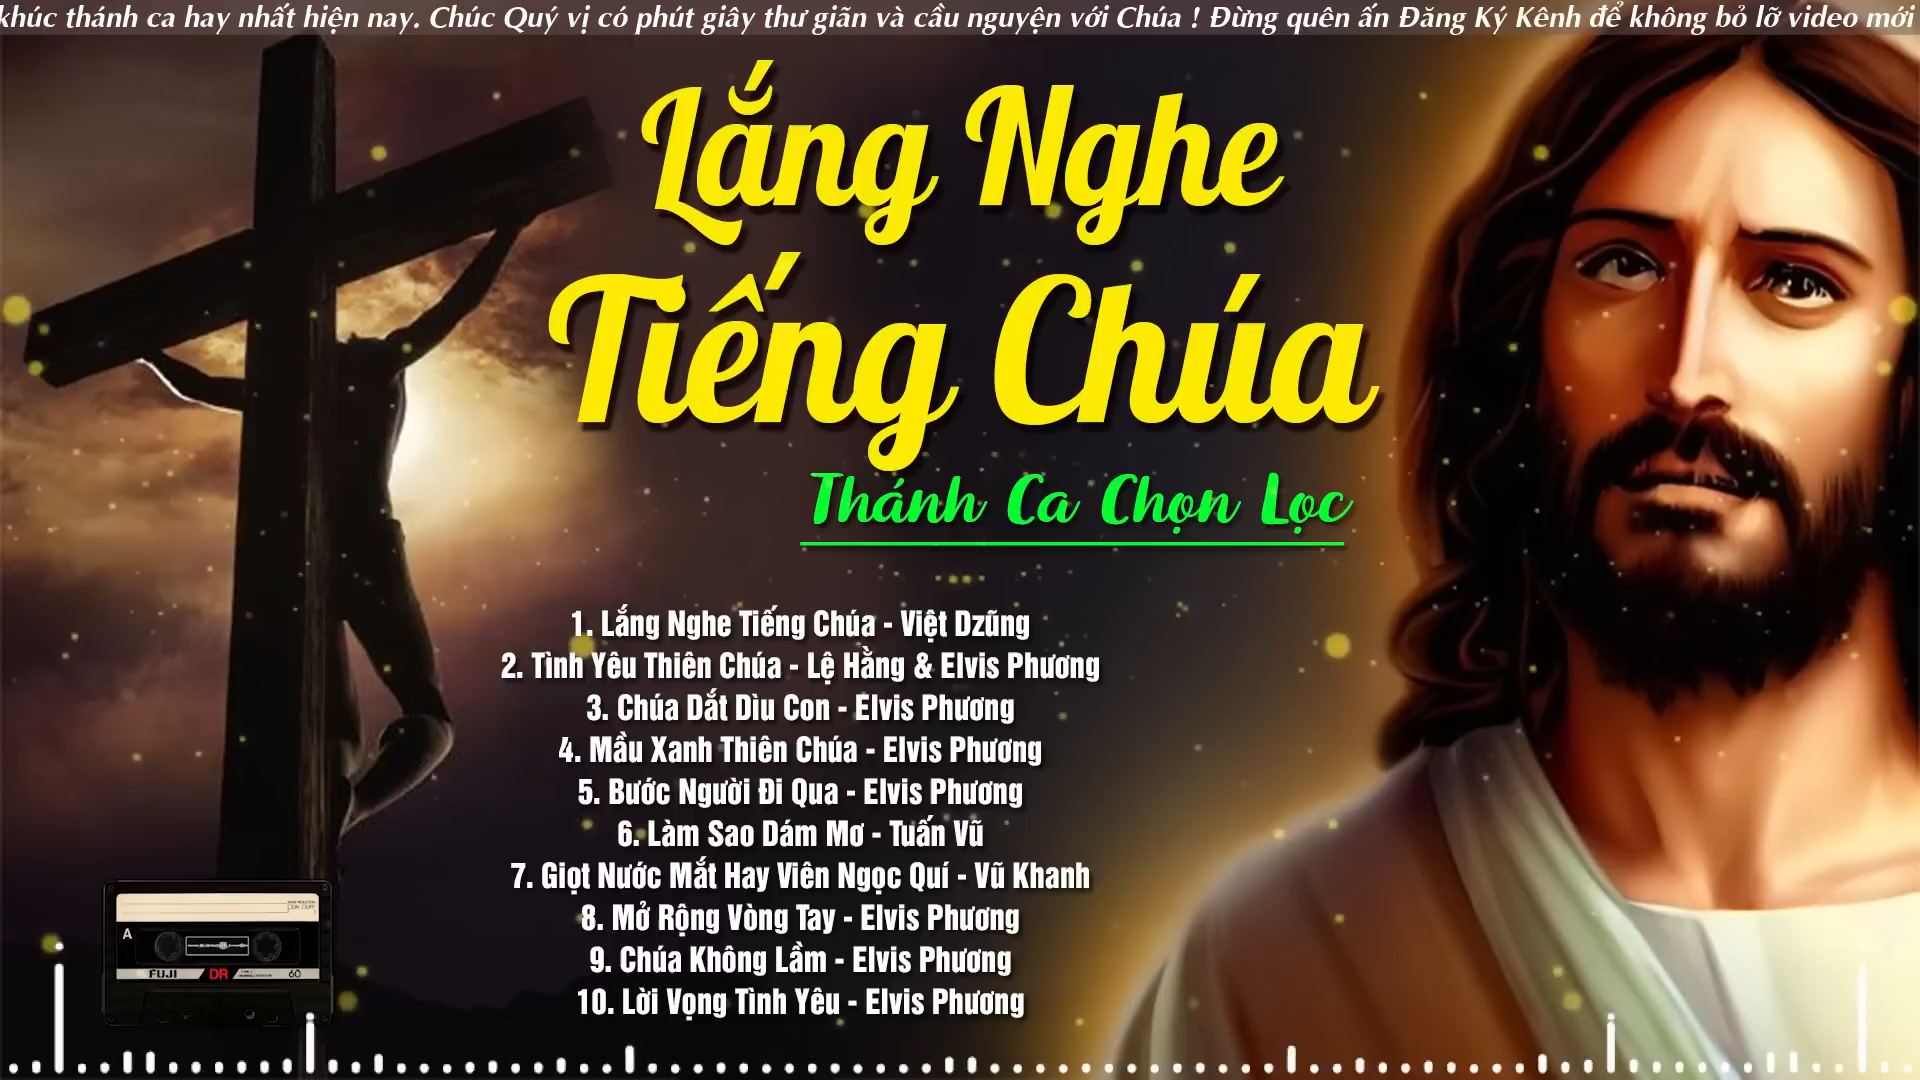 khúc thánh ca hay nhất hiện nay. Chúc Quý vị có phút giây thư giãn và cầu nguyện với Chúa ! Đừng quên ấn Đăng Ký Kênh để không bỏ lỡ video mới
Lắng Nghe
Tiếng Chúa
Thánh Ca Chọn Lọc
1. Lắng Nghe Tiếng Chúa - Việt Dzũng
2. Tình Yêu Thiên Chúa - Lệ Hằng & Elvis Phương
3. Chúa Dắt Dìu Con - Elvis Phương
4. Mầu Xanh Thiên Chúa - Elvis Phương
5. Bước Người Đi Qua - Elvis Phương
6. Làm Sao Dám Mơ - Tuấn Vũ
7. Giọt Nước Mắt Hay Viên Ngọc Quí - Vũ Khanh
8. Mở Rộng Vòng Tay - Elvis Phương
9. Chúa Không Lầm - Elvis Phương
10. Lời Vọng Tình Yêu - Elvis Phương
A
FUJI DR 60